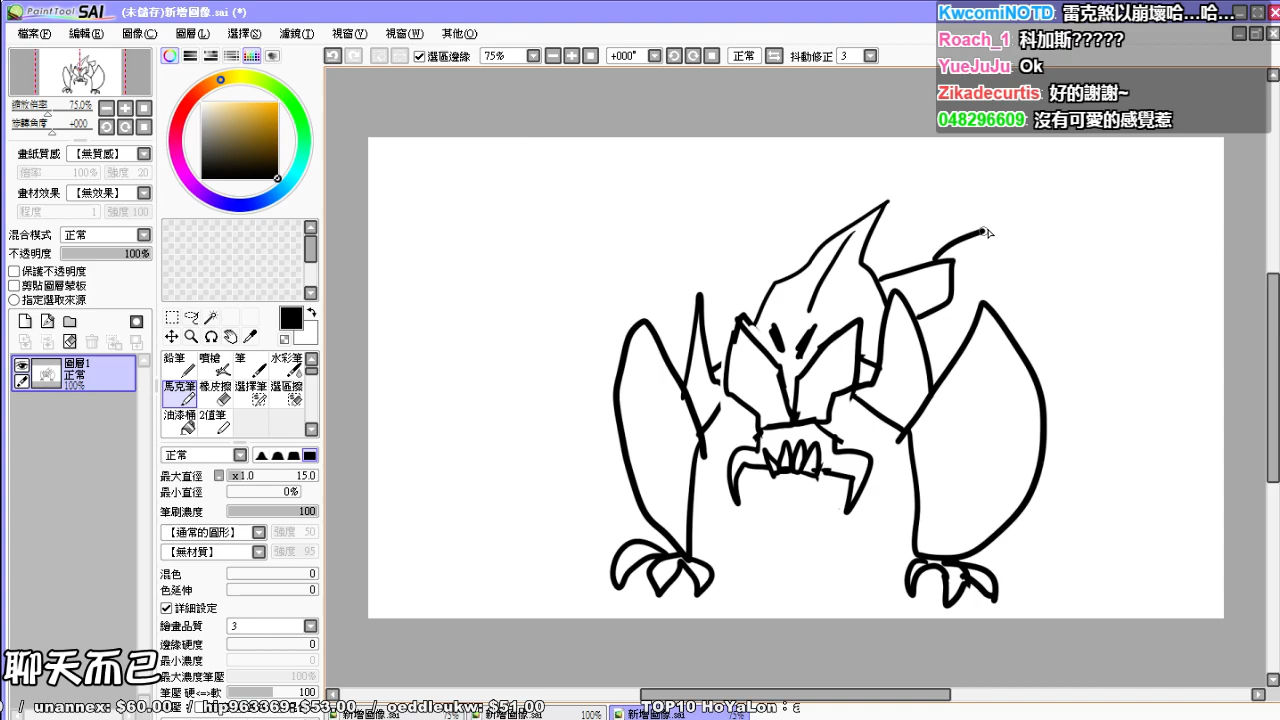 PaintTool SAI (未儲存)新增圖像.sai (*)
檔案(F) 編輯(E) 圖像(C) 圖層(L) 選擇(S) 濾鏡(T) 視窗(V) 視窗(W) 其他(O)
KwcomiNOTD: 雷克煞以崩壞哈...哈...
Roach_1: 科加斯?????
YueJuJu: Ok
Zikadecurtis: 好的謝謝~
048296609: 沒有可愛的感覺惹
選區邊緣 75% +000° 正常 抖動修正 3
縮放倍率 75.0%
旋轉角度 +000
畫紙質感 【無質感】
倍率 100% 強度 20
畫材效果 【無效果】
程度 1 強度 100
混合模式 正常
不透明度 100%
保護不透明度
剪貼圖層蒙板
指定選取來源
圖層1
正常
100%
鉛筆 噴槍 筆 水彩筆
馬克筆 橡皮擦 選擇筆 選區擦
油漆桶 2值筆
正常
最大直徑 x1.0 15.0
最小直徑 0%
筆刷濃度 100
【通常的圓形】 強度 50
【無材質】 強度 95
混色 0
色延伸 0
詳細設定
繪畫品質 3
邊緣硬度 0
最小濃度 0
最大濃度筆壓 100%
筆壓 硬<=>軟 100
聊天而已
/ unannex: $60.00 / hip963369: $53.00 / oeddleukw: $51.00 TOP10 HoYaLon : a
新增圖像.sai 75% 新增圖像.sai 100% 新增圖像.sai 75%